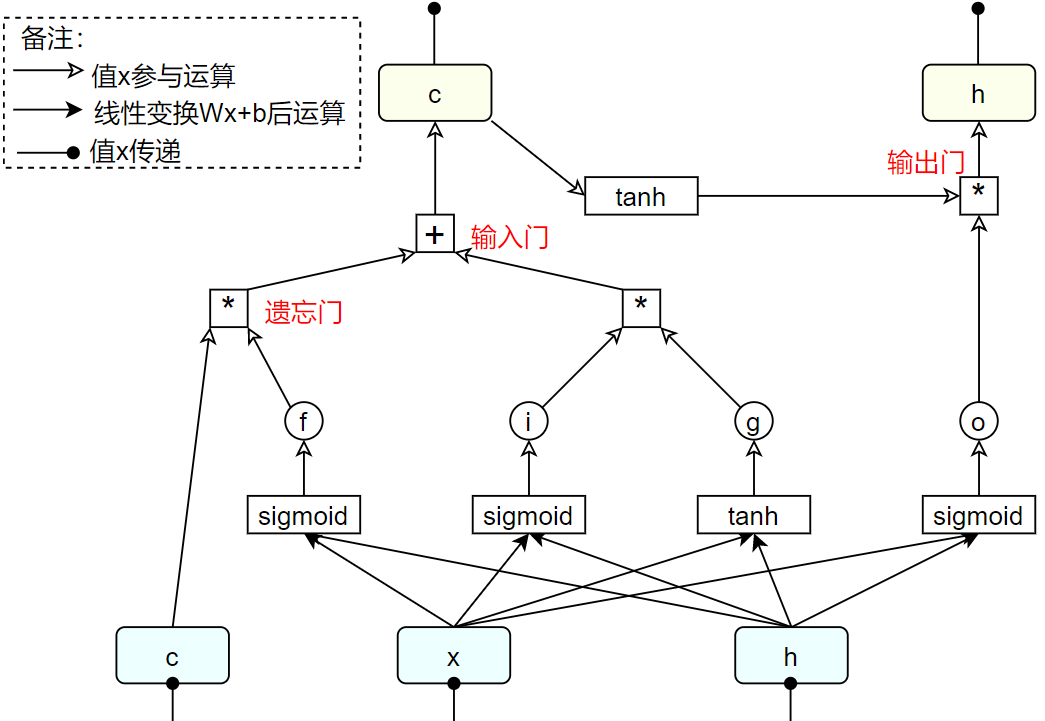 备注：
值x参与运算
线性变换Wx+b后运算
值x传递
c
h
输出门
*
tanh
+
输入门
*
遗忘门
*
f
i
g
o
sigmoid
sigmoid
tanh
sigmoid
c
x
h